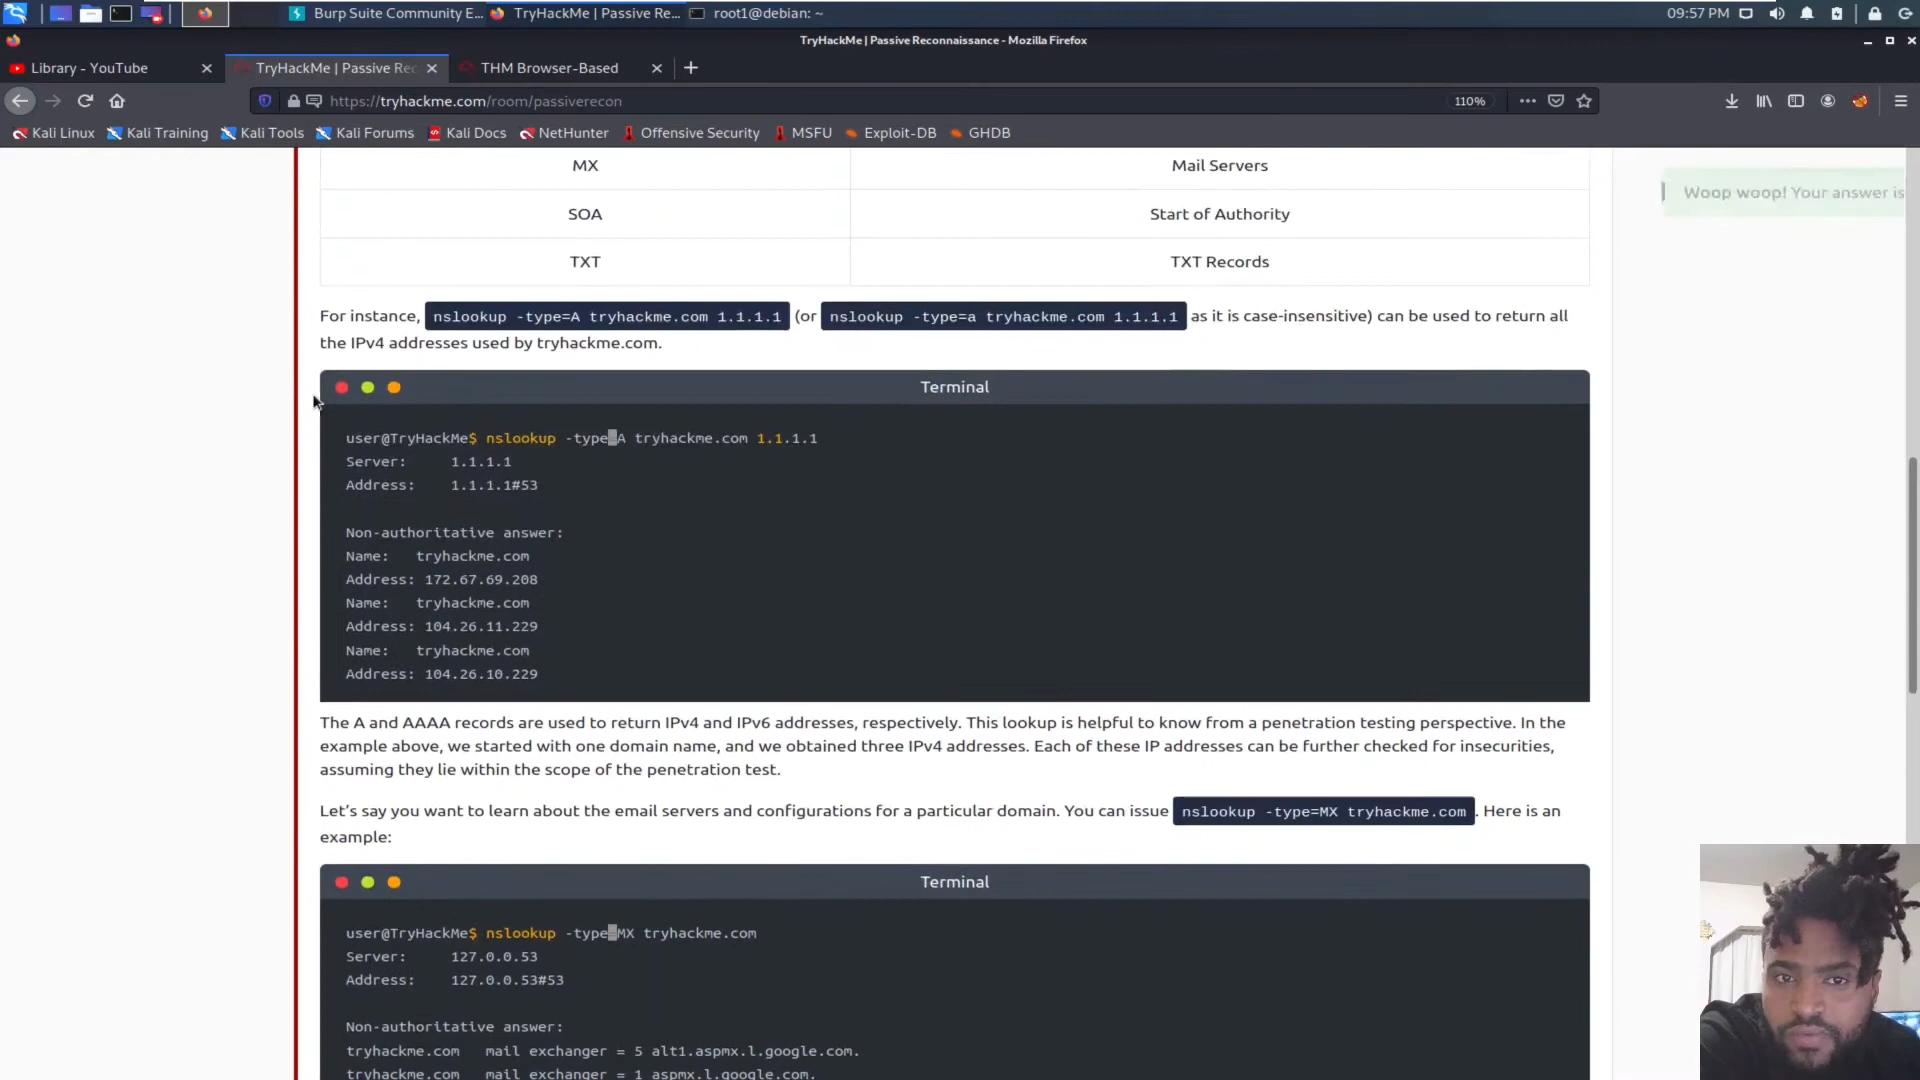 Burp Suite Community E...
TryHackMe | Passive Re...
root1@debian: ~
09:57 PM
TryHackMe | Passive Reconnaissance - Mozilla Firefox
Library - YouTube
TryHackMe | Passive Rec
THM Browser-Based
https://tryhackme.com/room/passiverecon
110%
Kali Linux
Kali Training
Kali Tools
Kali Forums
Kali Docs
NetHunter
Offensive Security
MSFU
Exploit-DB
GHDB
MX
Mail Servers
SOA
Start of Authority
TXT
TXT Records
Woop woop! Your answer is
For instance, nslookup -type=A tryhackme.com 1.1.1.1 (or nslookup -type=a tryhackme.com 1.1.1.1 as it is case-insensitive) can be used to return all
the IPv4 addresses used by tryhackme.com.
Terminal
user@TryHackMe$ nslookup -type=A tryhackme.com 1.1.1.1
Server: 1.1.1.1
Address: 1.1.1.1#53
Non-authoritative answer:
Name: tryhackme.com
Address: 172.67.69.208
Name: tryhackme.com
Address: 104.26.11.229
Name: tryhackme.com
Address: 104.26.10.229
The A and AAAA records are used to return IPv4 and IPv6 addresses, respectively. This lookup is helpful to know from a penetration testing perspective. In the
example above, we started with one domain name, and we obtained three IPv4 addresses. Each of these IP addresses can be further checked for insecurities,
assuming they lie within the scope of the penetration test.
Let's say you want to learn about the email servers and configurations for a particular domain. You can issue nslookup -type=MX tryhackme.com . Here is an
example:
Terminal
user@TryHackMe$ nslookup -type=MX tryhackme.com
Server: 127.0.0.53
Address: 127.0.0.53#53
Non-authoritative answer:
tryhackme.com mail exchanger = 5 alt1.aspmx.l.google.com.
tryhackme.com mail exchanger = 1 aspmx.l.google.com.